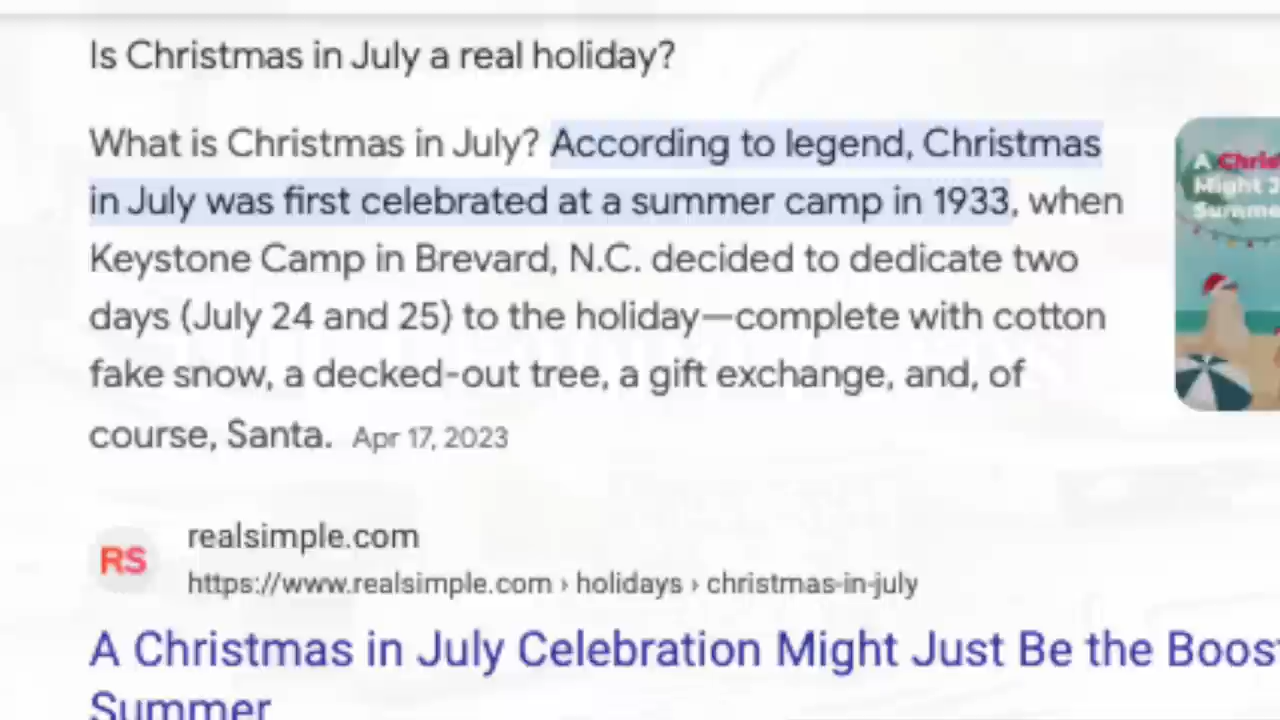 Is Christmas in July a real holiday?
What is Christmas in July? According to legend, Christmas
in July was first celebrated at a summer camp in 1933, when
Keystone Camp in Brevard, N.C. decided to dedicate two
days (July 24 and 25) to the holiday—complete with cotton
fake snow, a decked-out tree, a gift exchange, and, of
course, Santa. Apr 17, 2023
A
Might
RS
realsimple.com
https://www.realsimple.com › holidays › christmas-in-july
A Christmas in July Celebration Might Just Be the Boos
Summer